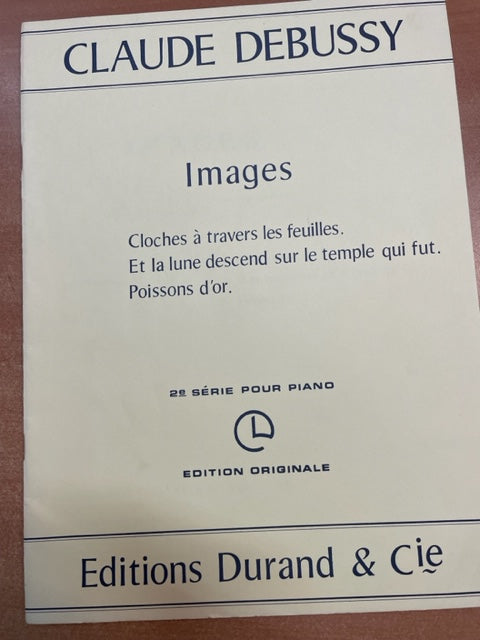 CLAUDE DEBUSSY
Images
Cloches à travers les feuilles.
Et la lune descend sur le temple qui fut.
Poissons d'or.
2e SÉRIE POUR PIANO
EDITION ORIGINALE
Editions Durand & Cie